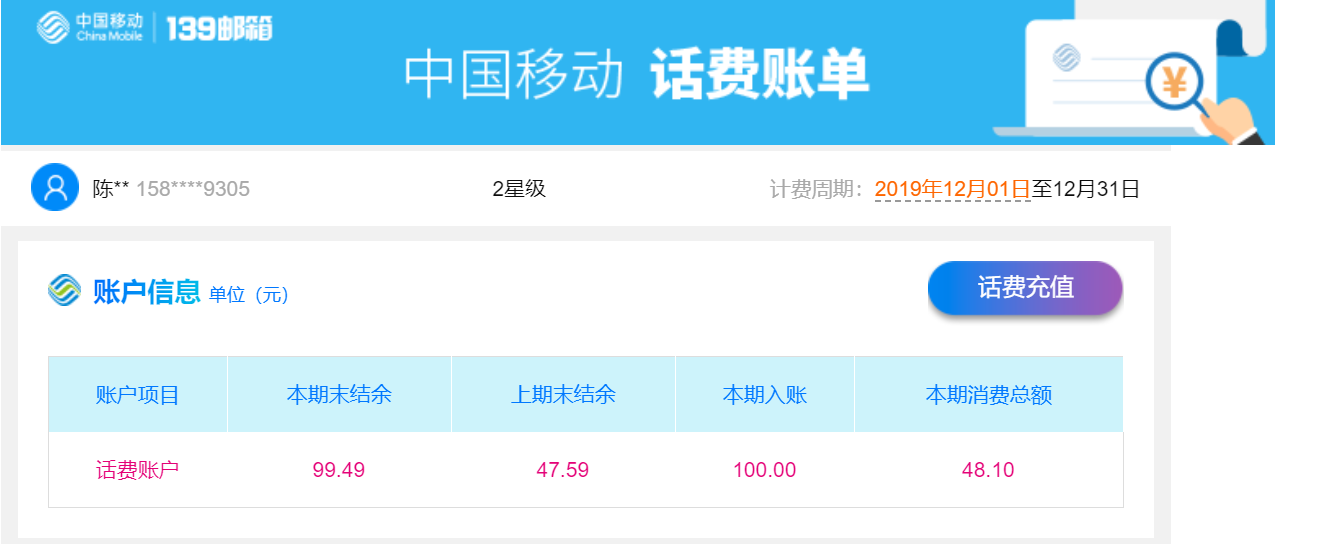 中国移动 China Mobile 139邮箱
中国移动 话费账单
¥
陈** 158****9305 2星级 计费周期：2019年12月01日至12月31日
账户信息 单位（元） 话费充值
账户项目 本期末结余 上期末结余 本期入账 本期消费总额
话费账户 99.49 47.59 100.00 48.10